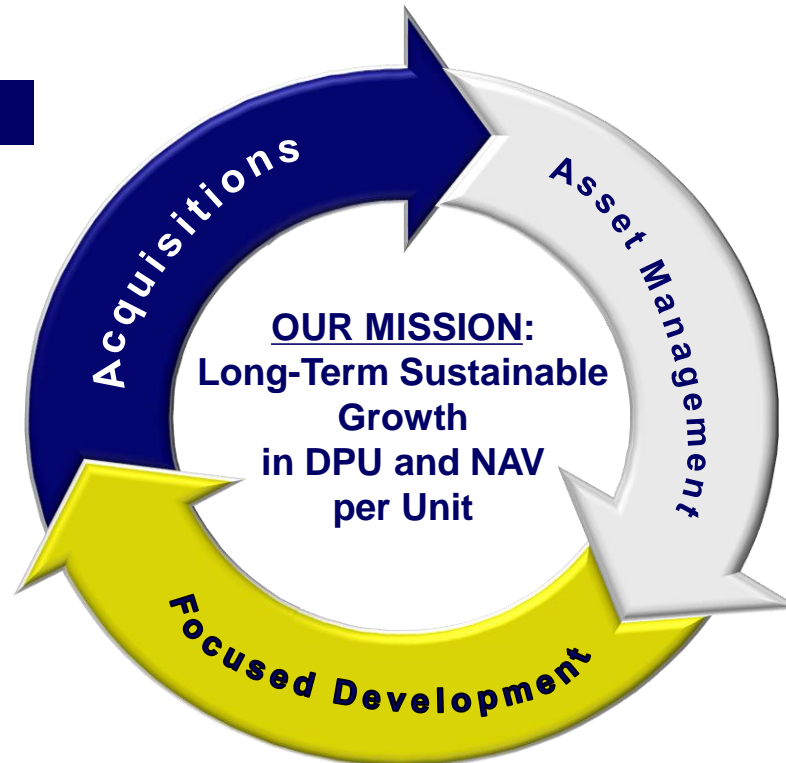 Acquisitions
Asset Management
OUR MISSION:
Long-Term Sustainable
Growth
in DPU and NAV
per Unit
Focused Development